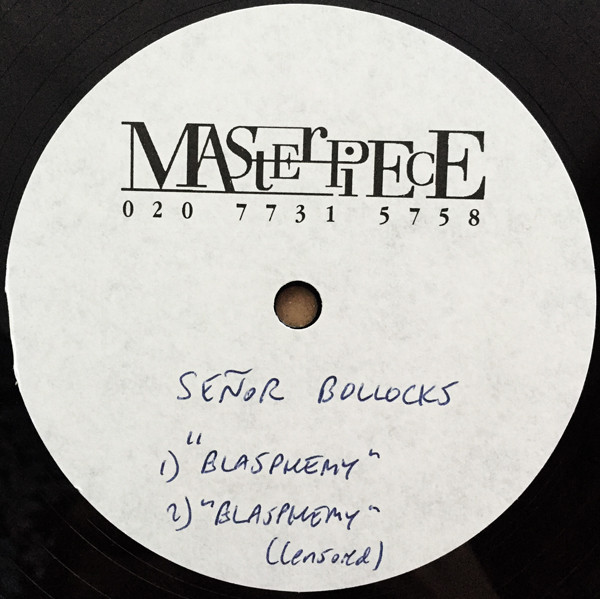 MASterPiECE
020 7731 5758
SEÑOR BOLLOCKS
1) "BLASPHEMY"
2) "BLASPHEMY"
(Censored)